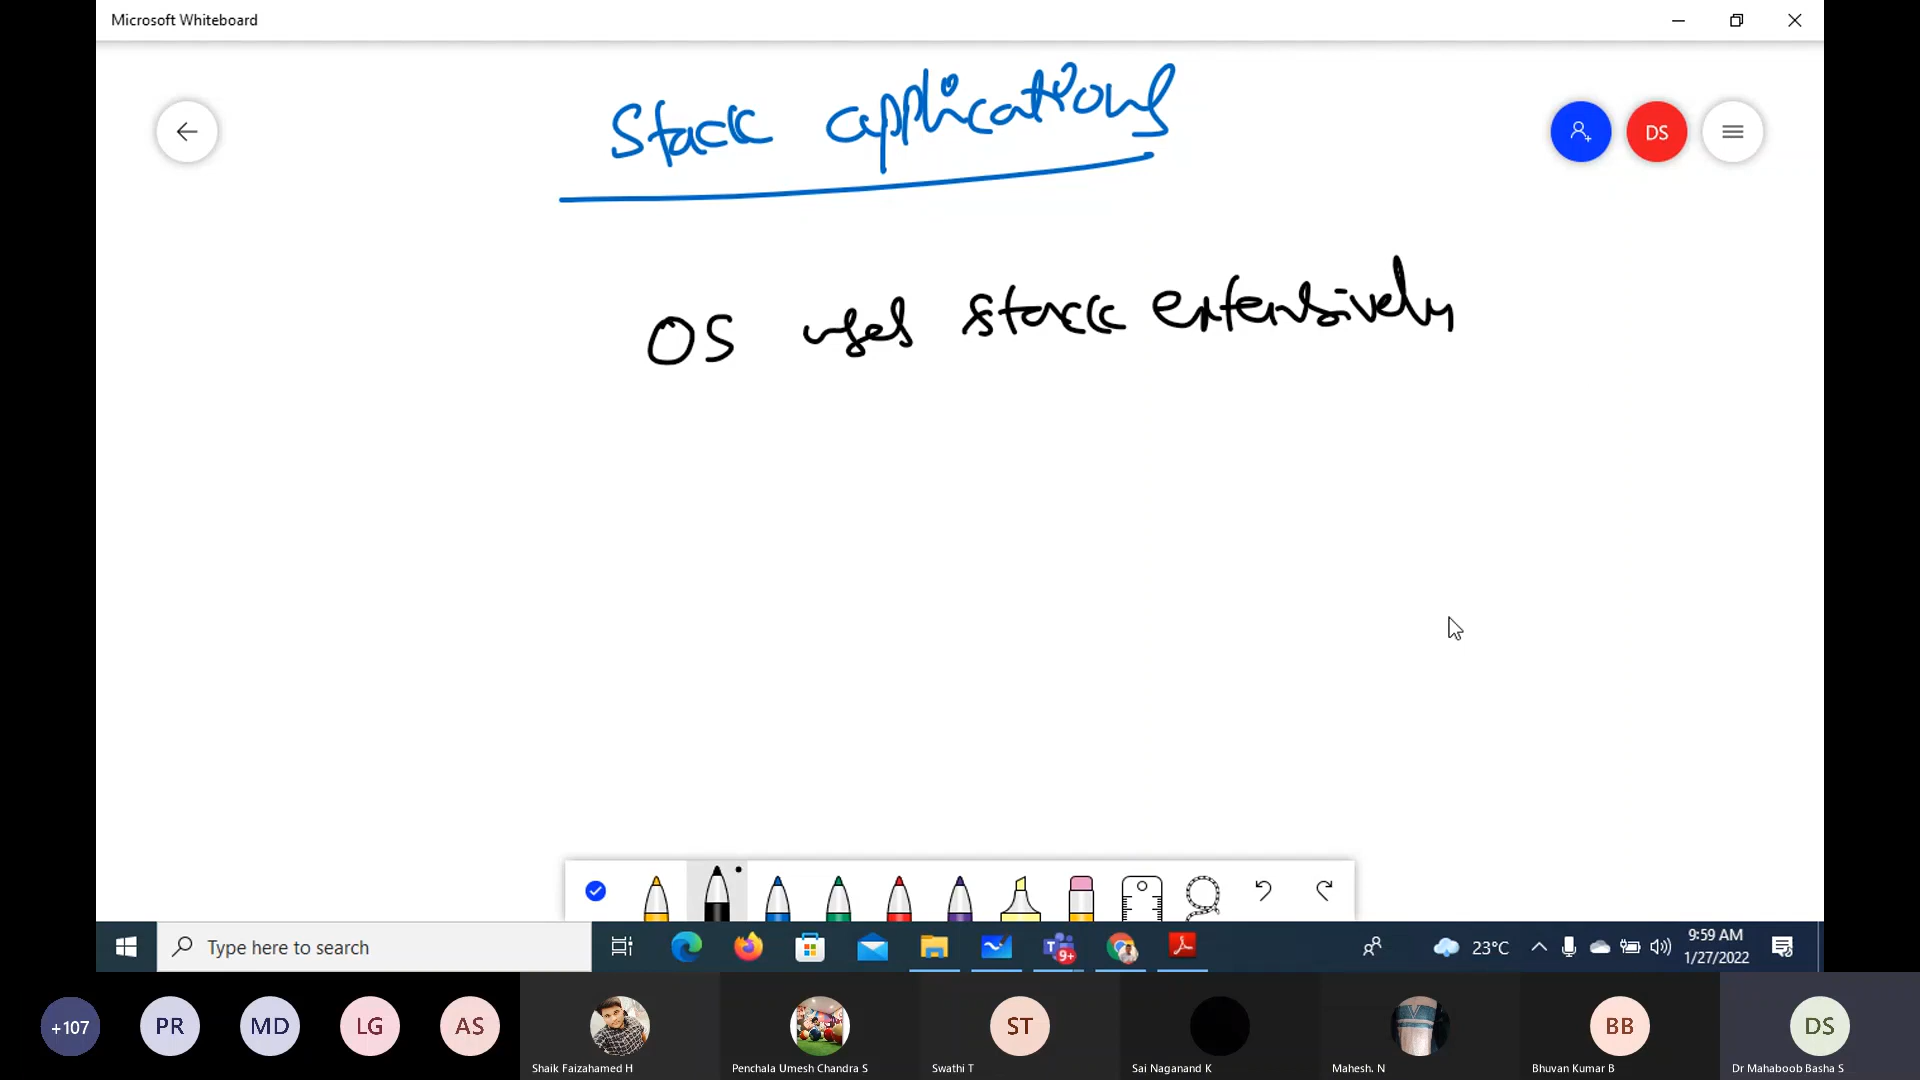 Microsoft Whiteboard
Stack applications
DS
OS uses stack extensively
Type here to search
9+
23°C
9:59 AM
1/27/2022
+107
PR
MD
LG
AS
ST
BB
DS
Shaik Faizahamed H
Penchala Umesh Chandra S
Swathi T
Sai Naganand K
Mahesh. N
Bhuvan Kumar B
Dr Mahaboob Basha S